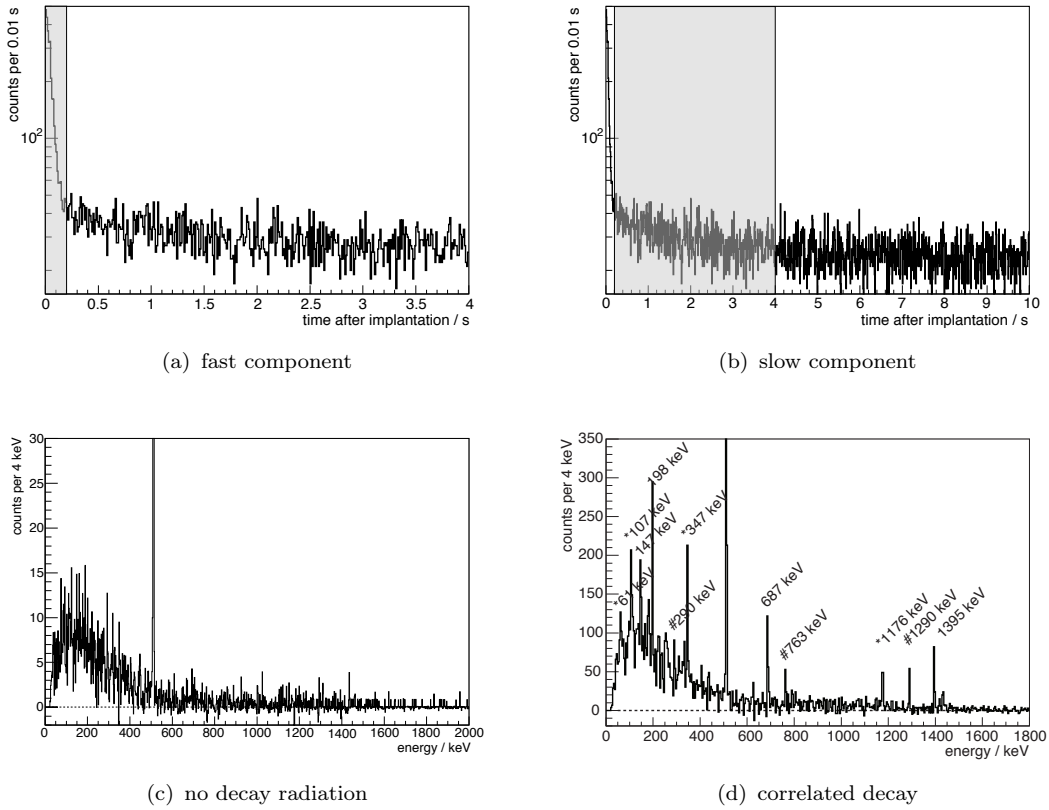 counts per 0.01 s
10²
0 0.5 1 1.5 2 2.5 3 3.5 4
time after implantation / s
(a) fast component
counts per 0.01 s
10²
0 1 2 3 4 5 6 7 8 9 10
time after implantation / s
(b) slow component
counts per 4 keV
30
25
20
15
10
5
0
0 200 400 600 800 1000 1200 1400 1600 1800 2000
energy / keV
(c) no decay radiation
counts per 4 keV
350
300
250
200
150
100
50
0
*61 keV
*107 keV
147 keV
198 keV
#290 keV
*347 keV
687 keV
#763 keV
*1176 keV
#1290 keV
1395 keV
0 200 400 600 800 1000 1200 1400 1600 1800
energy / keV
(d) correlated decay